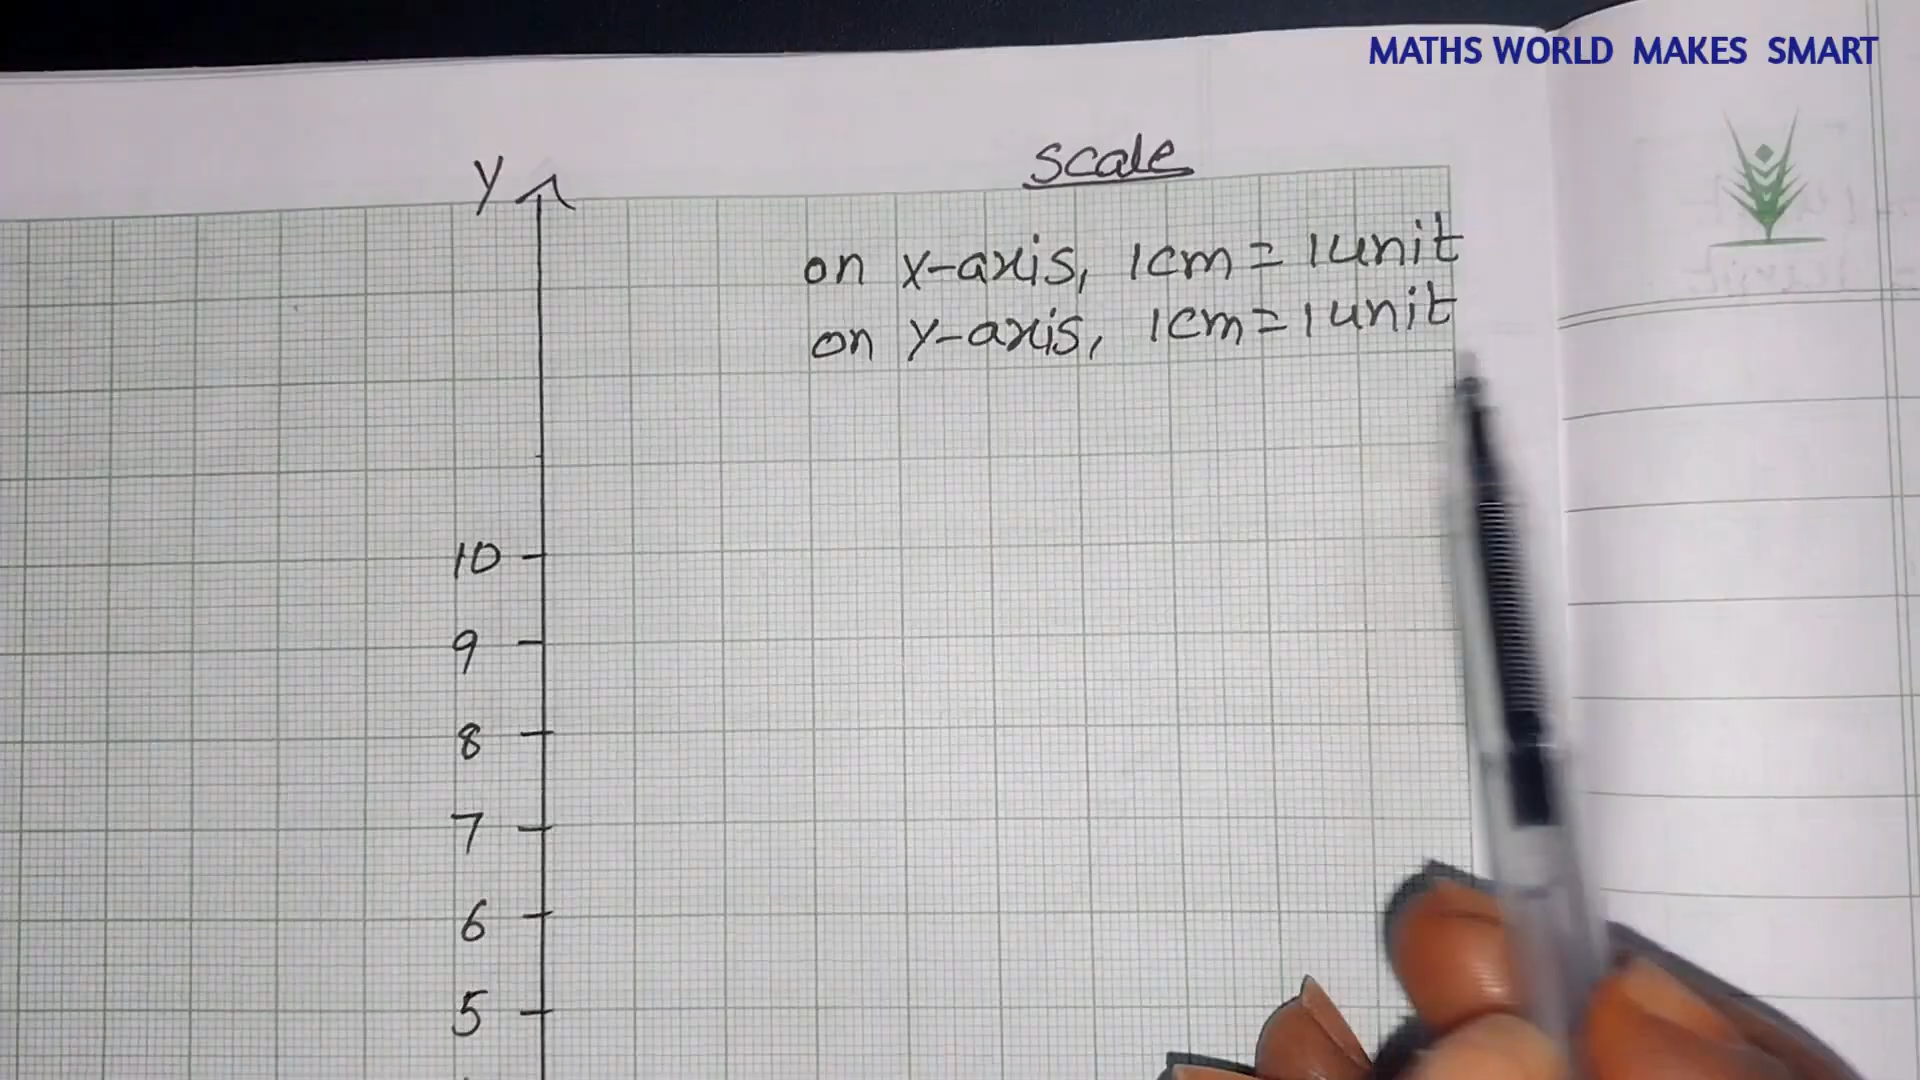 MATHS WORLD MAKES SMART
scale
y
on x-axis, 1cm = 1unit
on y-axis, 1cm = 1unit
10
9
8
7
6
5